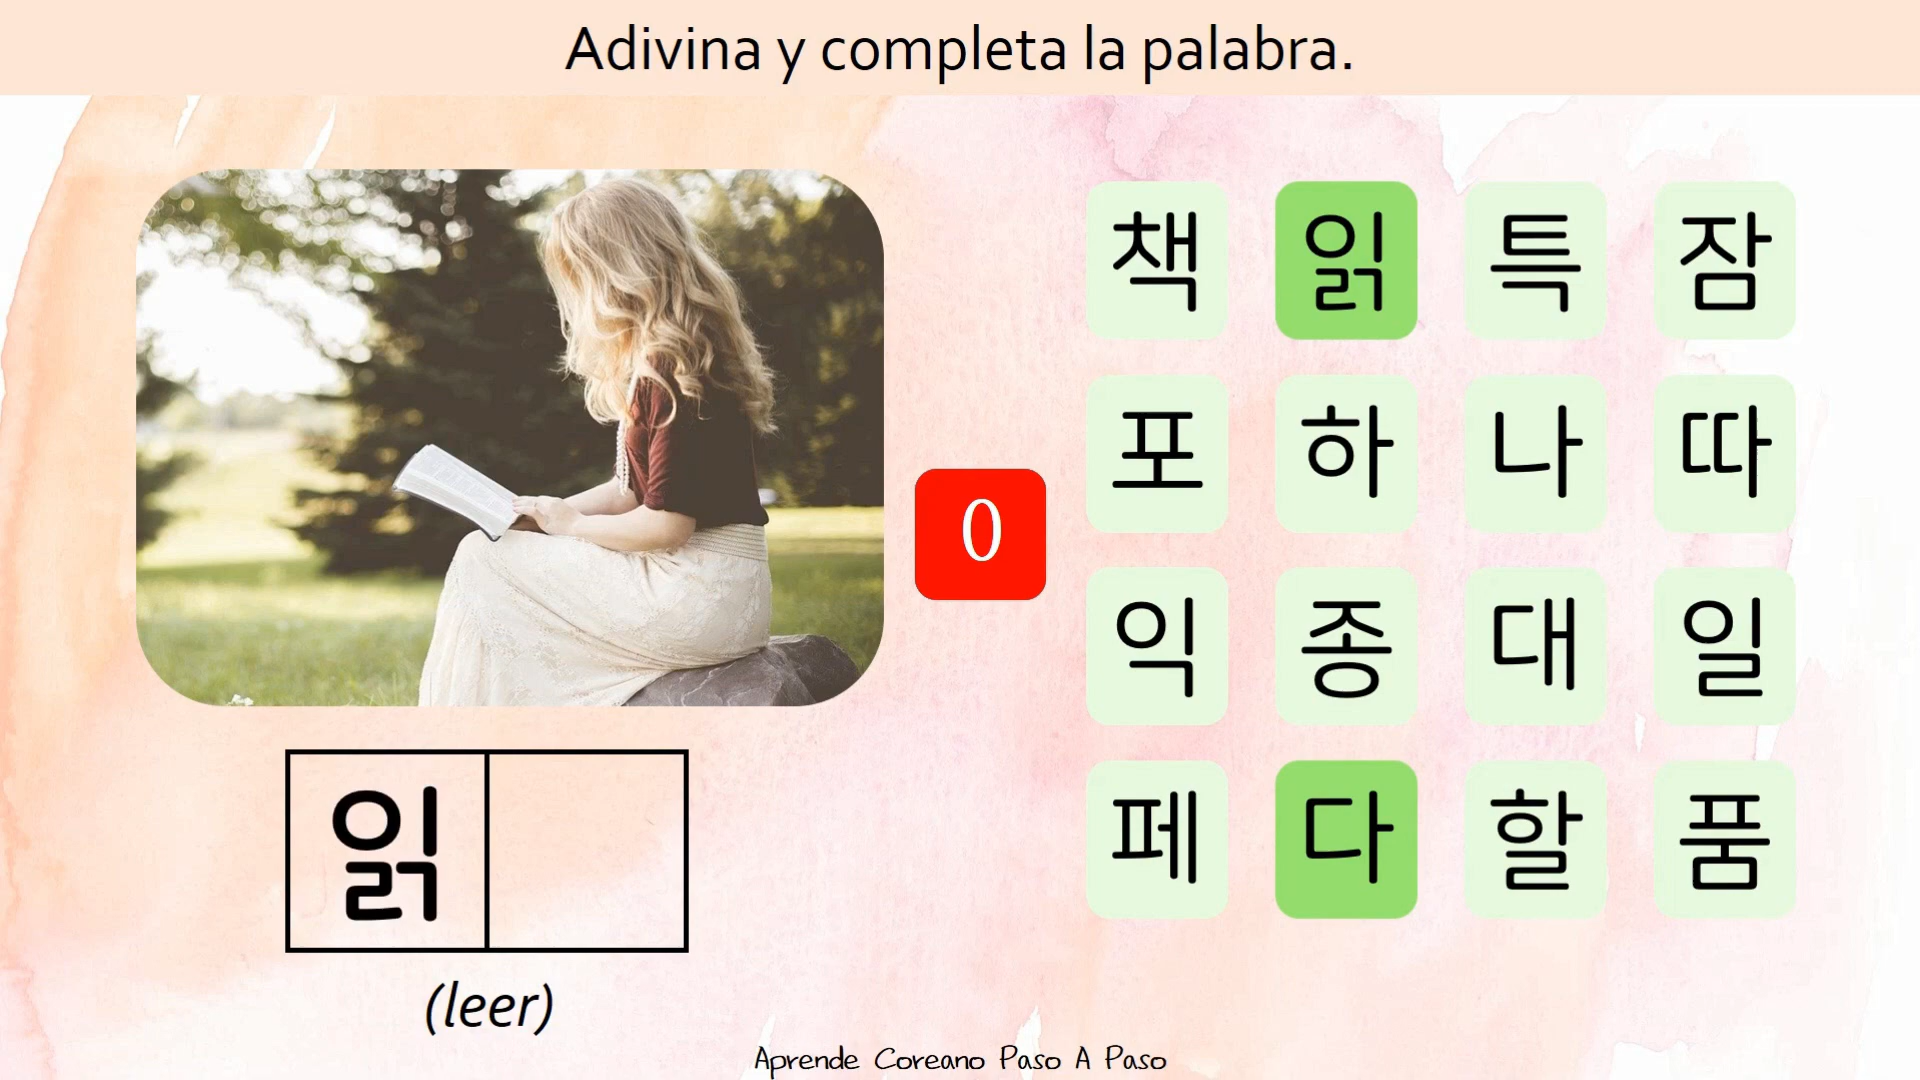 Adivina y completa la palabra.
책 읽 특 잠
포 하 나 따
0
익 종 대 일
페 다 할 품
읽
(leer)
Aprende Coreano Paso A Paso